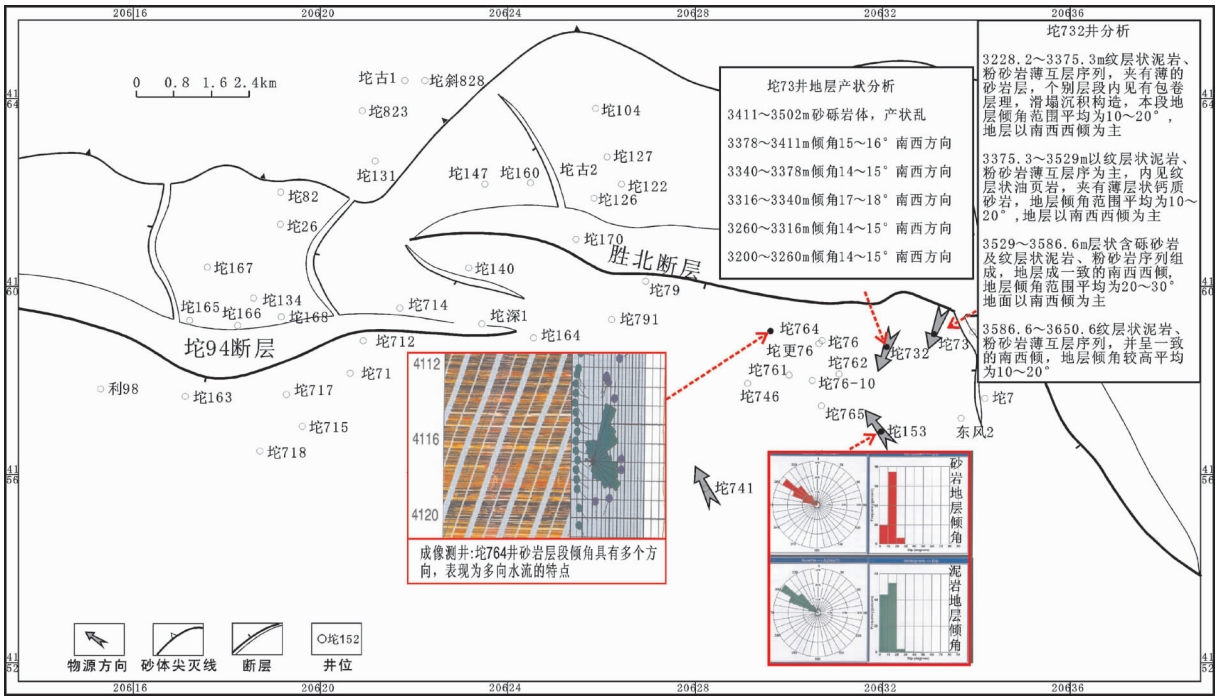 20616
20620
20624
20628
20632
20636
41
64
41
64
0 0.8 1.6 2.4km
坨古1
坨斜828
坨823
坨104
坨131
坨147
坨160
坨古2
坨127
坨122
坨126
坨82
坨26
坨170
坨167
坨140
胜北断层
坨79
41
60
41
60
坨134
坨165
坨166
坨168
坨714
坨深1
坨164
坨791
坨94断层
坨712
坨71
利98
坨163
坨717
坨715
坨718
坨764
坨更76
坨76
坨761
坨762
坨746
坨76-10
坨765
坨732
坨73
坨7
东风2
坨153
坨741
41
56
41
56
坨73井地层产状分析
3411～3502m砂砾岩体，产状乱
3378～3411m倾角15～16° 南西方向
3340～3378m倾角14～15° 南西方向
3316～3340m倾角17～18° 南西方向
3260～3316m倾角14～15° 南西方向
3200～3260m倾角14～15° 南西方向
坨732井分析
3228.2～3375.3m纹层状泥岩、
粉砂岩薄互层序列，夹有薄的
砂岩层，个别层段内见有包卷
层理，滑塌沉积构造，本段地
层倾角范围平均为10～20°，
地层以南西西倾为主
3375.3～3529m以纹层状泥岩、
粉砂岩薄互层序为主，内见纹
层状油页岩，夹有薄层状钙质
砂岩，地层倾角范围平均为10～
20°,地层以南西西倾为主
3529～3586.6m层状含砾砂岩
及纹层状泥岩、粉砂岩序列组
成，地层成一致的南西西倾,
地层倾角范围平均为20～30°
地面以南西倾为主
3586.6～3650.6纹层状泥岩、
粉砂岩薄互层序列，并呈一致
的南西倾，地层倾角较高平均
为10～20°
4112
4116
4120
成像测井:坨764井砂岩层段倾角具有多个方
向，表现为多向水流的特点
砂岩地层倾角
泥岩地层倾角
坨152
物源方向
砂体尖灭线
断层
井位
41
52
41
52
20616
20620
20624
20628
20632
20636